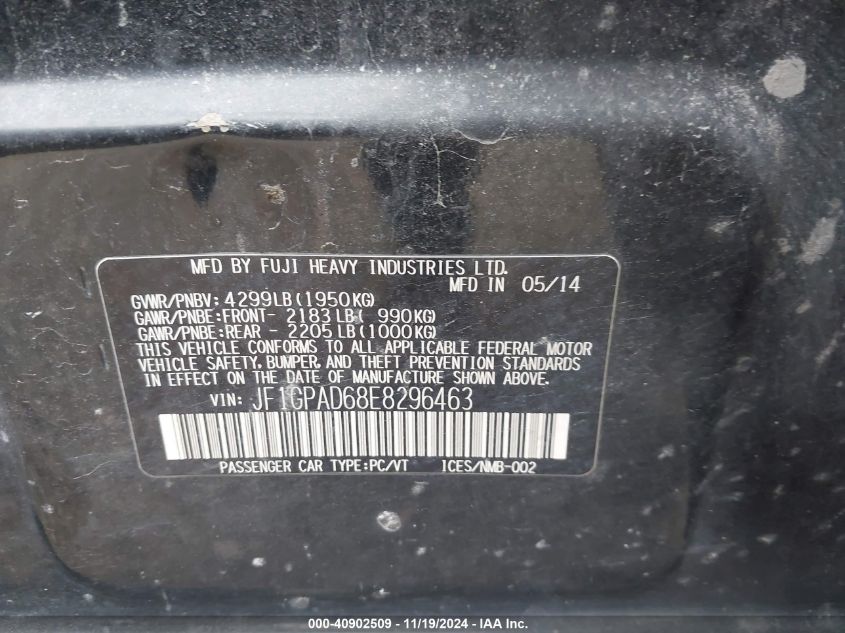 MFD BY FUJI HEAVY INDUSTRIES LTD.
MFD IN 05/14
GVWR/PNBV: 4299LB(1950KG)
GAWR/PNBE:FRONT- 2183LB( 990KG)
GAWR/PNBE:REAR - 2205LB(1000KG)
THIS VEHICLE CONFORMS TO ALL APPLICABLE FEDERAL MOTOR
VEHICLE SAFETY, BUMPER, AND THEFT PREVENTION STANDARDS
IN EFFECT ON THE DATE OF MANUFACTURE SHOWN ABOVE.
VIN: JF1GPAD68E8296463
PASSENGER CAR TYPE:PC/VT ICES/NMB-002
000-40902509 - 11/19/2024 - IAA Inc.